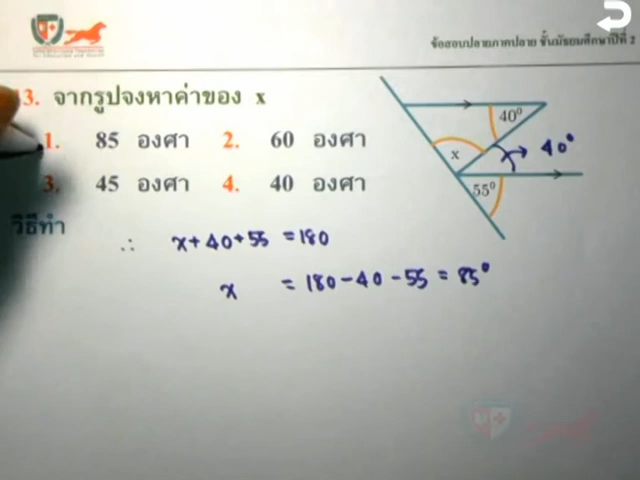 ข้อสอบปลายภาคปลาย ชั้นมัธยมศึกษาปีที่ 2
13. จากรูปจงหาค่าของ x
1. 85 องศา 2. 60 องศา
3. 45 องศา 4. 40 องศา
40⁰
x
40°
55⁰
วิธีทำ
∴ x+40+55 =180
x = 180-40-55 = 85°